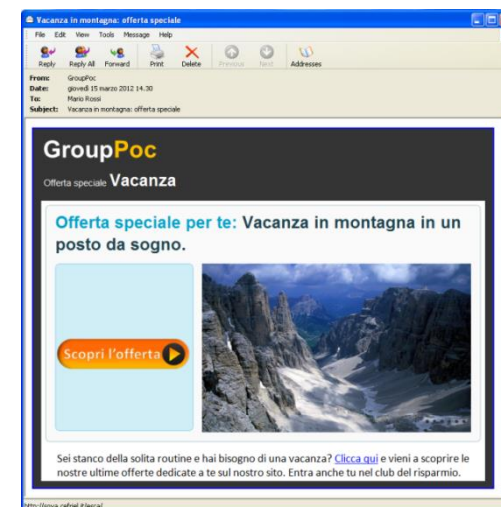 Vacanza in montagna: offerta speciale
File Edit View Tools Message Help
Reply Reply All Forward Print Delete Previous Next Addresses
From: GroupPoc
Date: giovedì 15 marzo 2012 14.30
To: Mario Rossi
Subject: Vacanza in montagna: offerta speciale
GroupPoc
Offerta speciale Vacanza
Offerta speciale per te: Vacanza in montagna in un
posto da sogno.
Scopri l'offerta
Sei stanco della solita routine e hai bisogno di una vacanza? Clicca qui e vieni a scoprire le
nostre ultime offerte dedicate a te sul nostro sito. Entra anche tu nel club del risparmio.